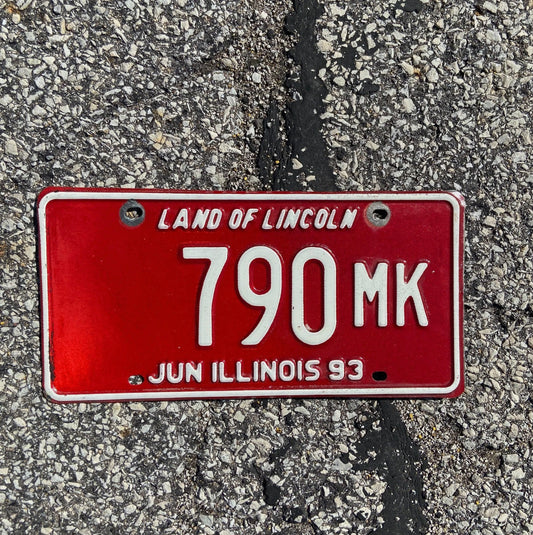 LAND OF LINCOLN
790 MK
JUN ILLINOIS 93